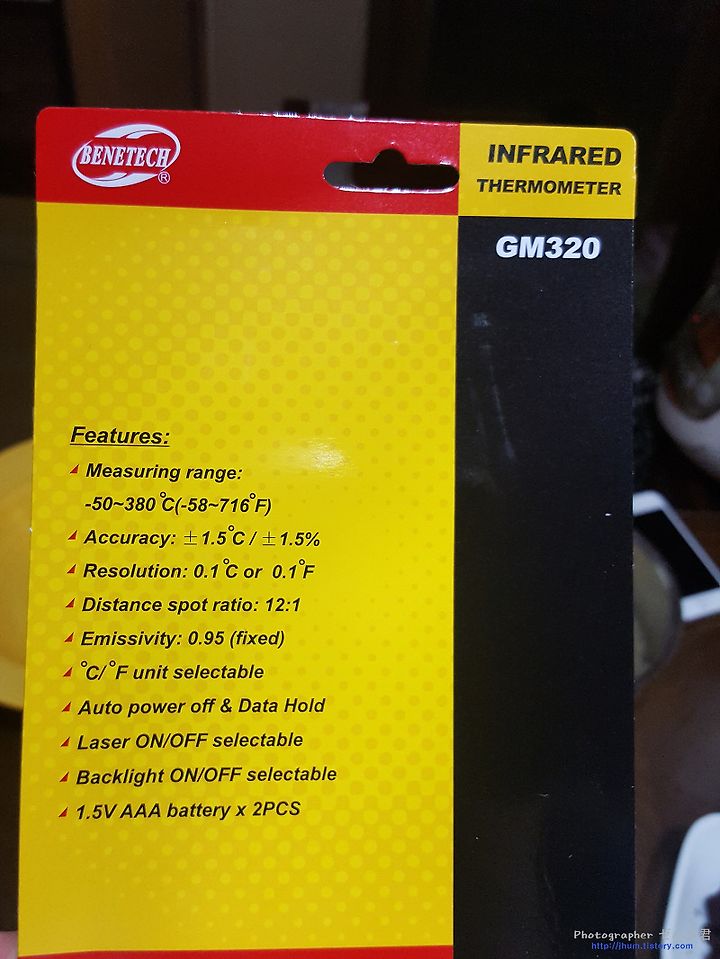 BENETECH®
INFRARED
THERMOMETER
GM320
Features:
Measuring range:
-50~380℃(-58~716℉)
Accuracy: ±1.5℃ / ±1.5%
Resolution: 0.1℃ or 0.1℉
Distance spot ratio: 12:1
Emissivity: 0.95 (fixed)
℃/℉ unit selectable
Auto power off & Data Hold
Laser ON/OFF selectable
Backlight ON/OFF selectable
1.5V AAA battery x 2PCS
Photographer
http://jhum.tistory.com